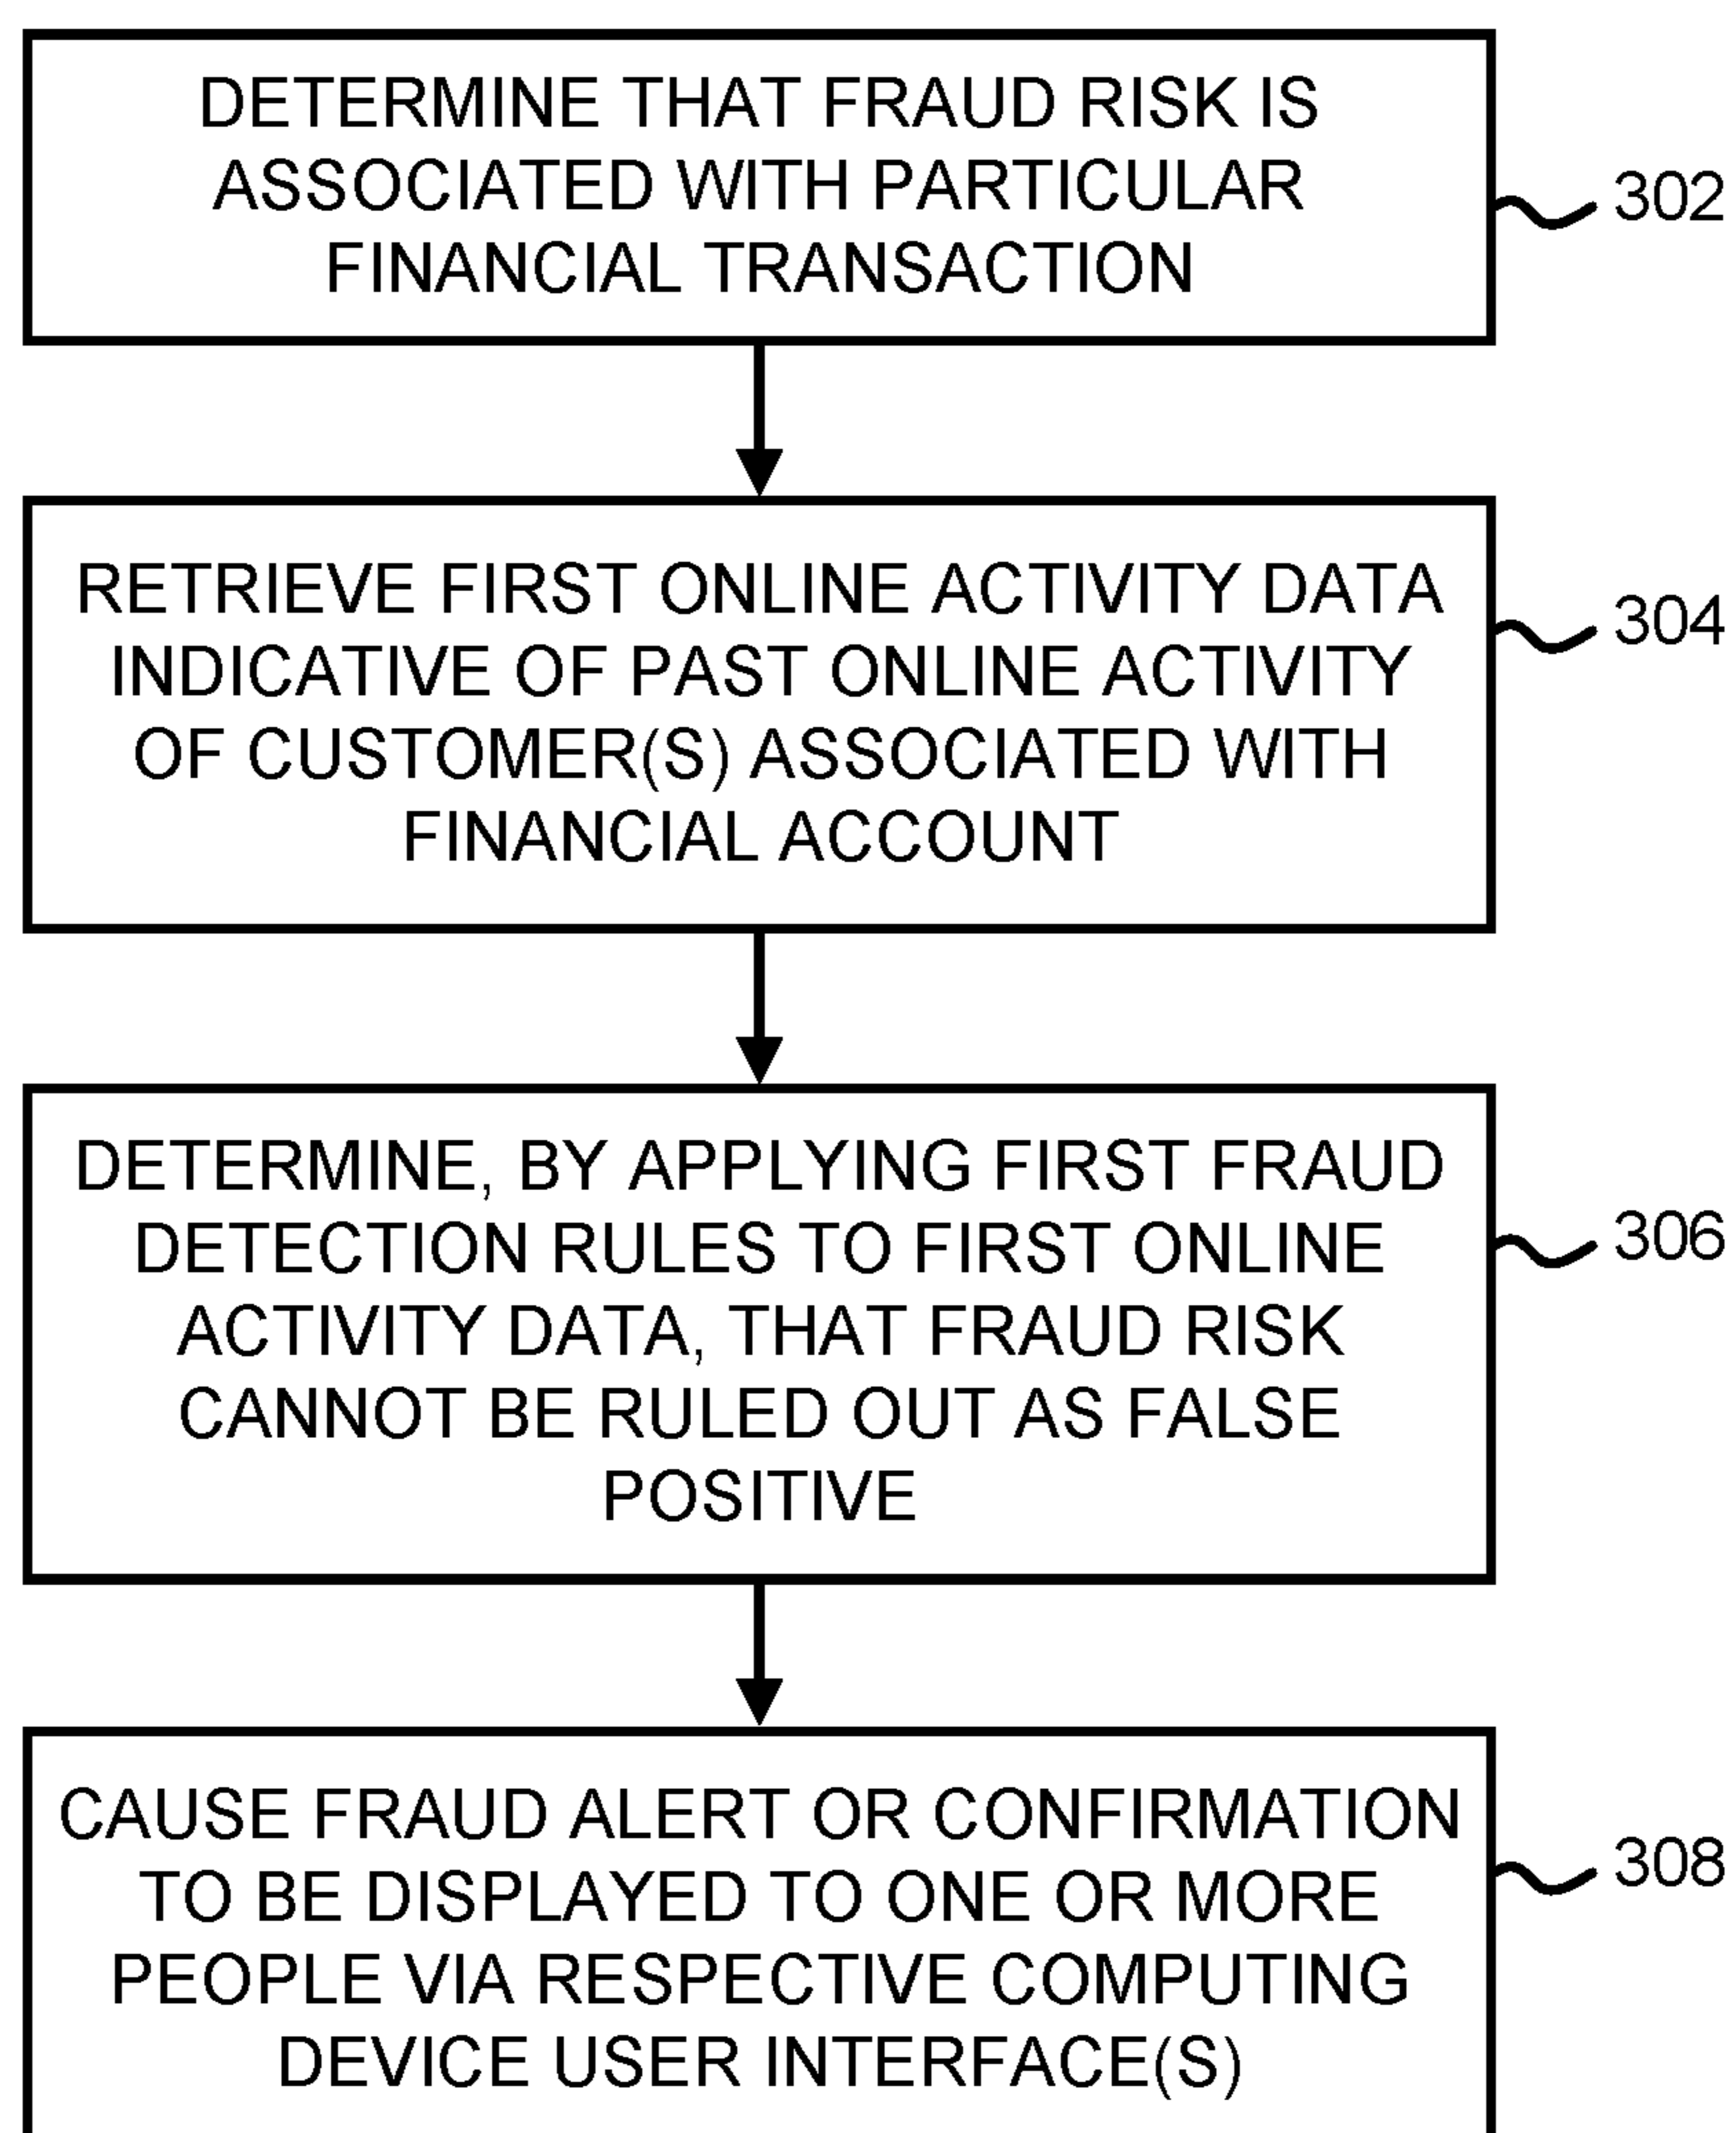 DETERMINE THAT FRAUD RISK IS
ASSOCIATED WITH PARTICULAR
FINANCIAL TRANSACTION
302
RETRIEVE FIRST ONLINE ACTIVITY DATA
INDICATIVE OF PAST ONLINE ACTIVITY
OF CUSTOMER(S) ASSOCIATED WITH
FINANCIAL ACCOUNT
304
DETERMINE, BY APPLYING FIRST FRAUD
DETECTION RULES TO FIRST ONLINE
ACTIVITY DATA, THAT FRAUD RISK
CANNOT BE RULED OUT AS FALSE
POSITIVE
306
CAUSE FRAUD ALERT OR CONFIRMATION
TO BE DISPLAYED TO ONE OR MORE
PEOPLE VIA RESPECTIVE COMPUTING
DEVICE USER INTERFACE(S)
308